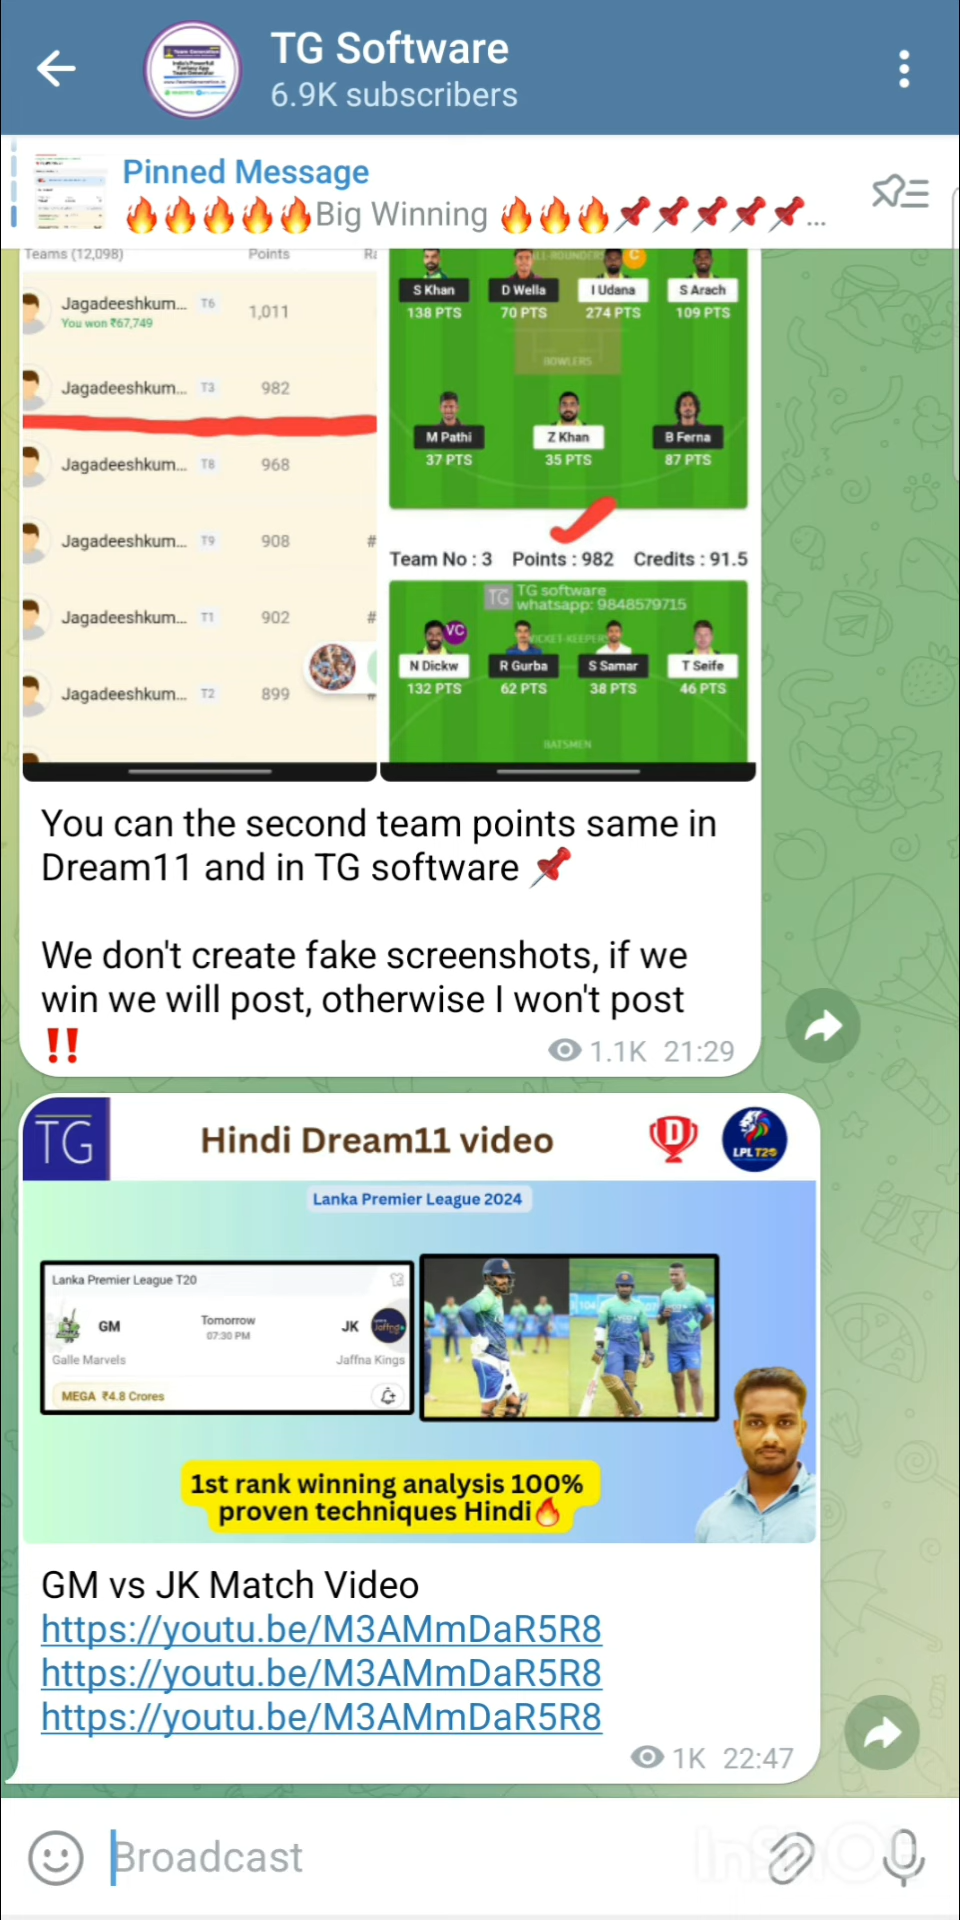 TG Software
6.9K subscribers
Pinned Message
🔥🔥🔥🔥🔥Big Winning 🔥🔥🔥📌📌📌📌📌...
Teams (12,098) Points
Jagadeeshkum... T6 1,011
You won ₹67,749
Jagadeeshkum... T3 982
Jagadeeshkum... T8 968
Jagadeeshkum... T9 908 #
Jagadeeshkum... T1 902 #
Jagadeeshkum... T2 899 #
C
S Khan D Wella I Udana S Arach
138 PTS 70 PTS 274 PTS 109 PTS
BOWLERS
M Pathi Z Khan B Ferna
37 PTS 35 PTS 87 PTS
Team No : 3 Points : 982 Credits : 91.5
TG TG software
whatsapp: 9848579715
VC
N Dickw R Gurba S Samar T Seife
132 PTS 62 PTS 38 PTS 46 PTS
BATSMEN
You can the second team points same in
Dream11 and in TG software 📌
We don't create fake screenshots, if we
win we will post, otherwise I won't post
‼️
1.1K 21:29
TG Hindi Dream11 video D LPL T20
Lanka Premier League 2024
Lanka Premier League T20
GM Tomorrow JK Jaffna
07:30 PM
Galle Marvels Jaffna Kings
MEGA ₹4.8 Crores
1st rank winning analysis 100%
proven techniques Hindi🔥
GM vs JK Match Video
https://youtu.be/M3AMmDaR5R8
https://youtu.be/M3AMmDaR5R8
https://youtu.be/M3AMmDaR5R8
1K 22:47
Broadcast
InShOt